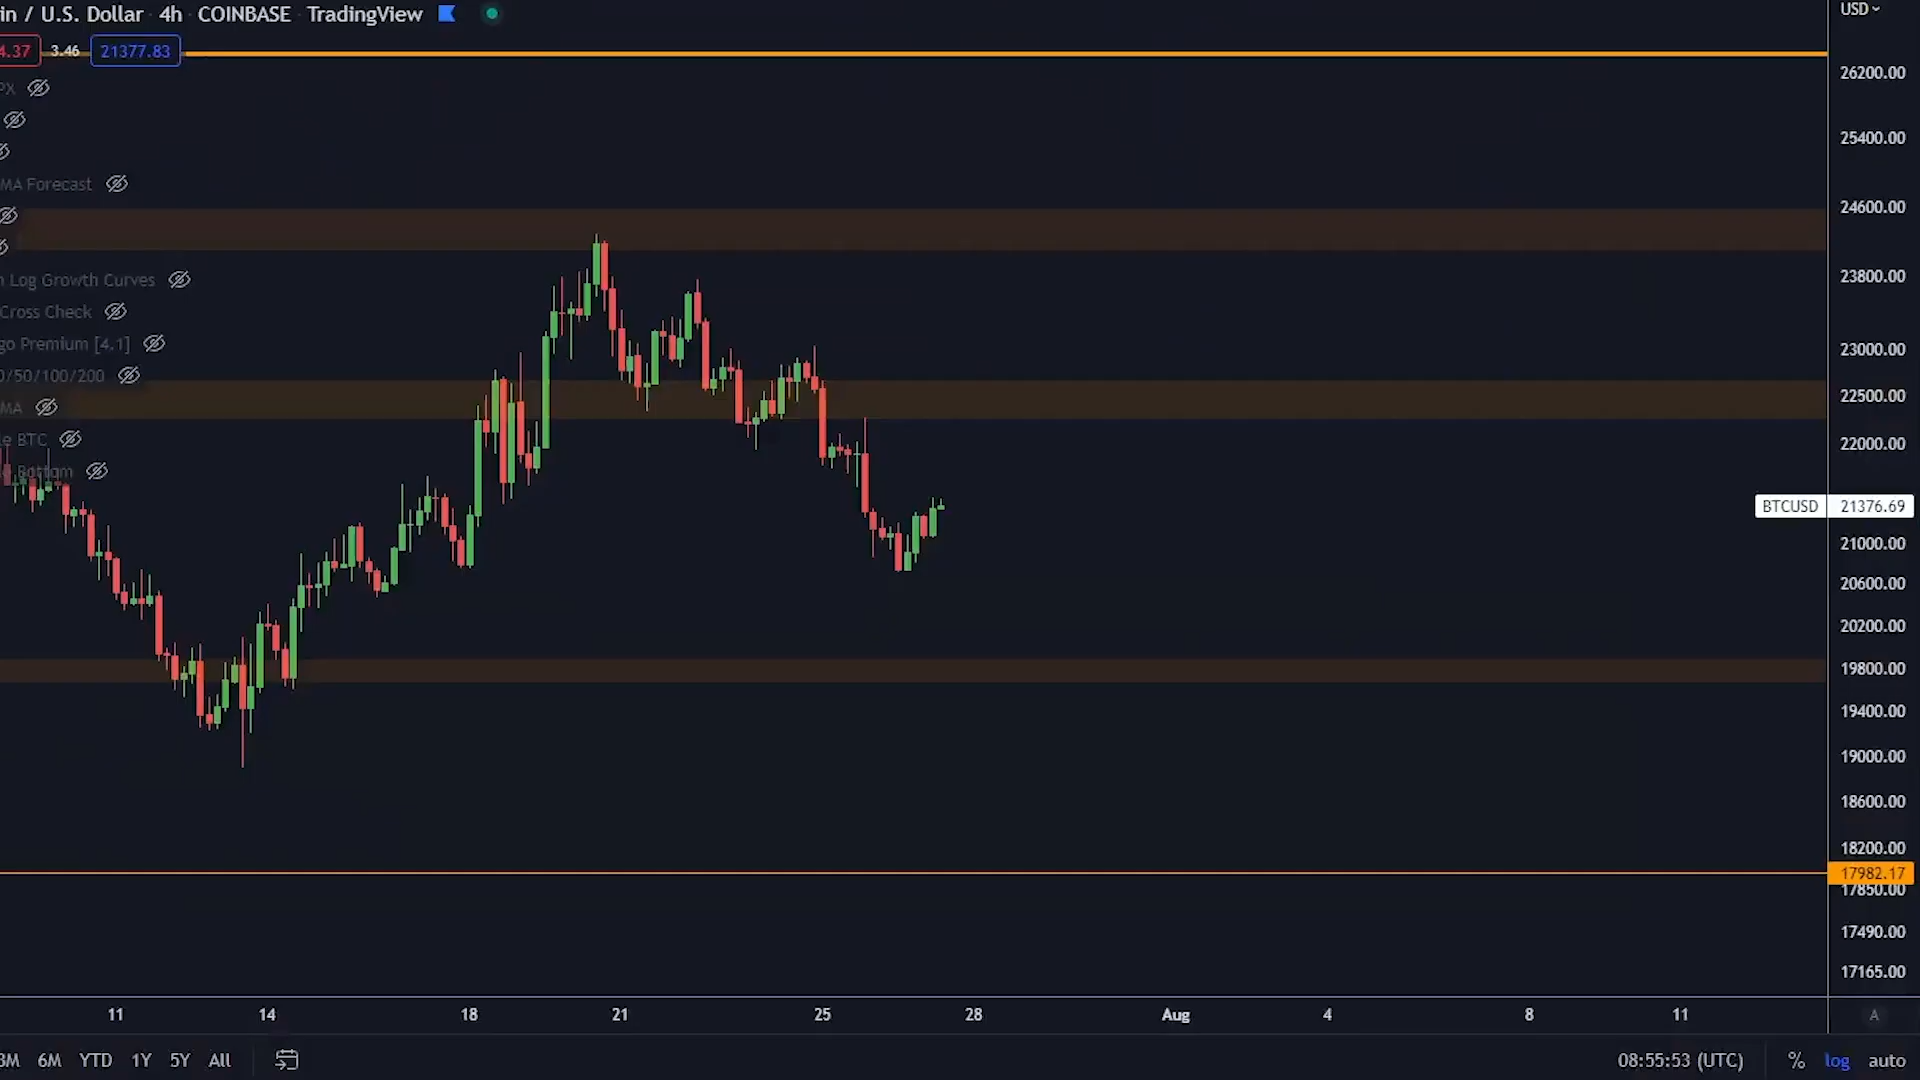 in / U.S. Dollar · 4h · COINBASE · TradingView
4.37 3.46 21377.83
PX
MA Forecast
n Log Growth Curves
Cross Check
go Premium [4.1]
0/50/100/200
MA
le BTC
le Bottom
USD
26200.00
25400.00
24600.00
23800.00
23000.00
22500.00
22000.00
BTCUSD 21376.69
21000.00
20600.00
20200.00
19800.00
19400.00
19000.00
18600.00
18200.00
17982.17
17850.00
17490.00
17165.00
11 14 18 21 25 28 Aug 4 8 11 A
3M 6M YTD 1Y 5Y All 08:55:53 (UTC) % log auto